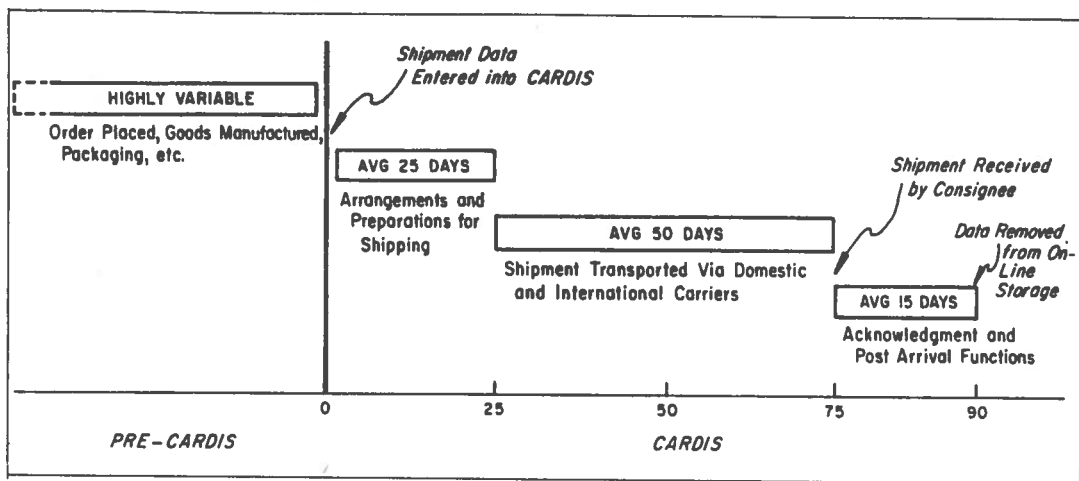 Shipment Data
Entered into CARDIS
HIGHLY VARIABLE
Order Placed, Goods Manufactured,
Packaging, etc.
AVG 25 DAYS
Arrangements and
Preparations for
Shipping
Shipment Received
by Consignee
AVG 50 DAYS
Shipment Transported Via Domestic
and International Carriers
Data Removed
from On-
Line
Storage
AVG 15 DAYS
Acknowledgment and
Post Arrival Functions
0 25 50 75 90
PRE-CARDIS CARDIS